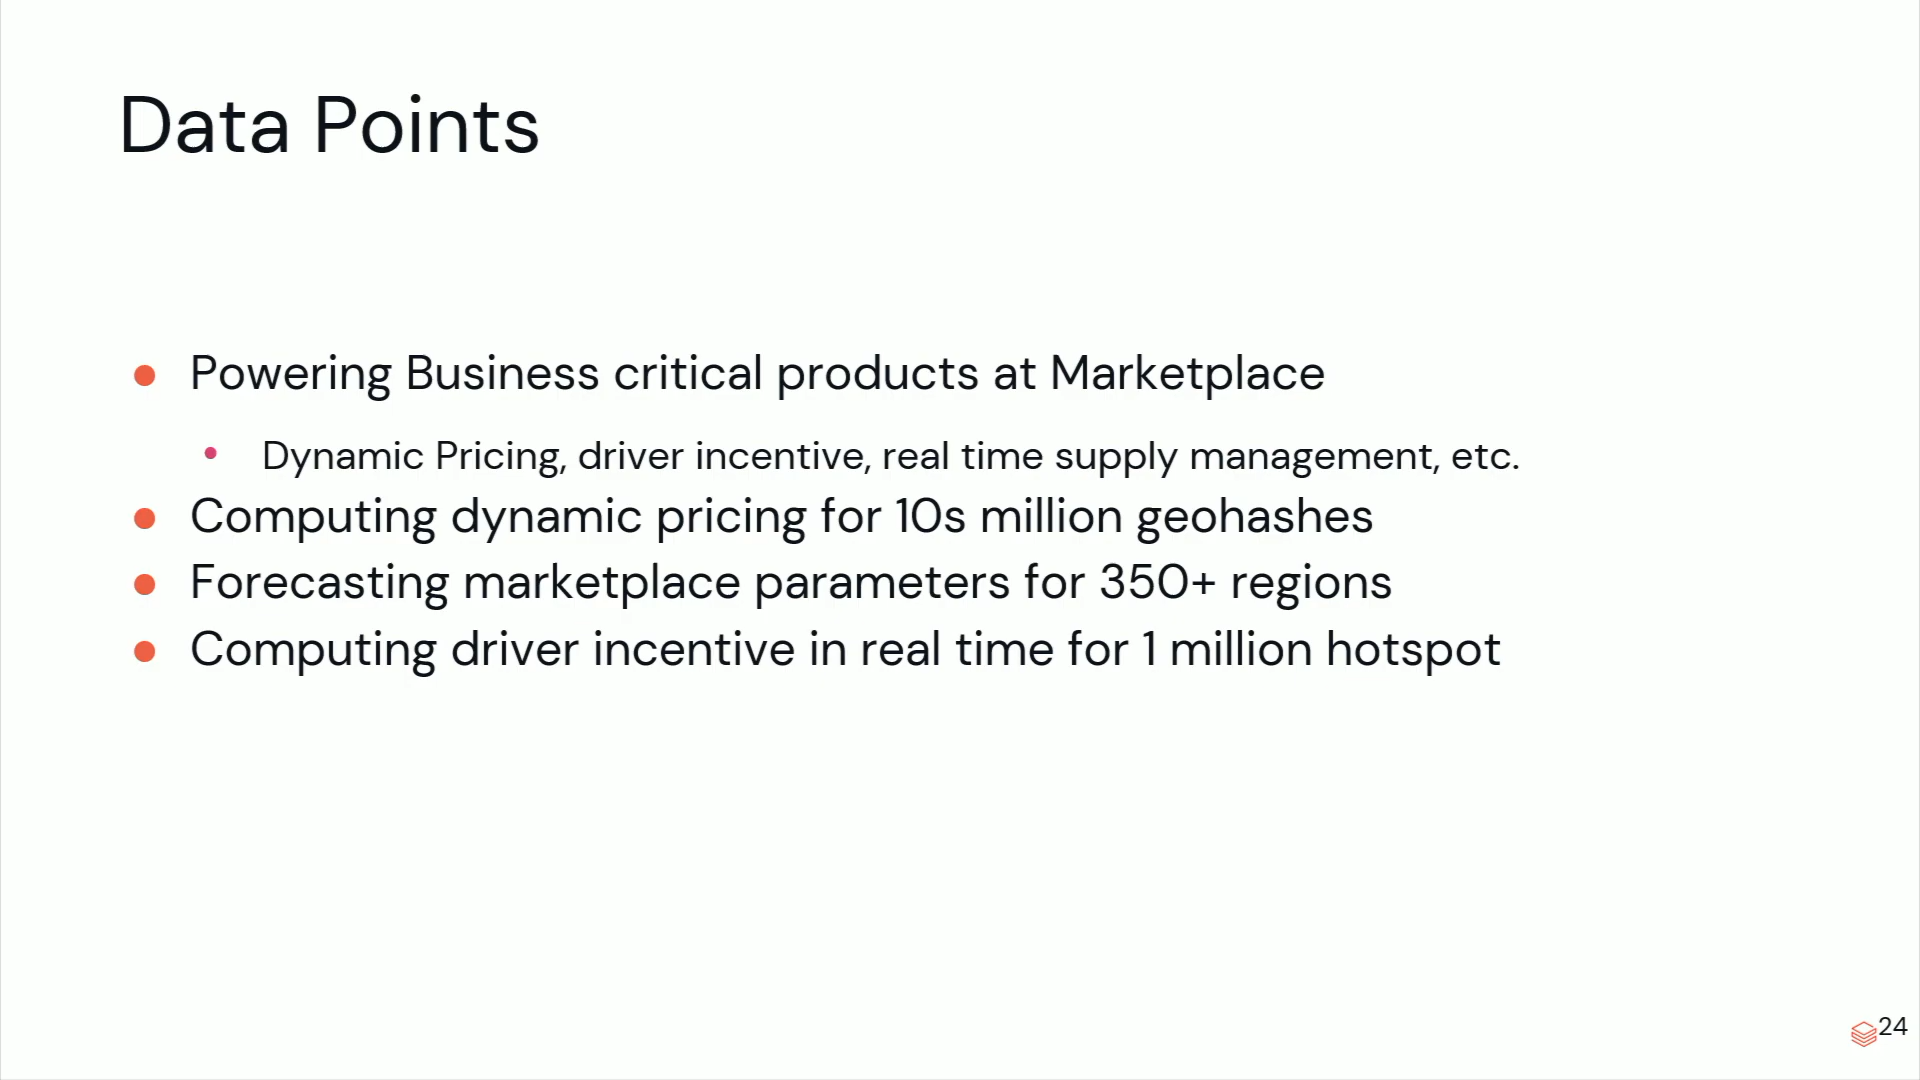 Data Points
Powering Business critical products at Marketplace
Dynamic Pricing, driver incentive, real time supply management, etc.
Computing dynamic pricing for 10s million geohashes
Forecasting marketplace parameters for 350+ regions
Computing driver incentive in real time for 1 million hotspot
24